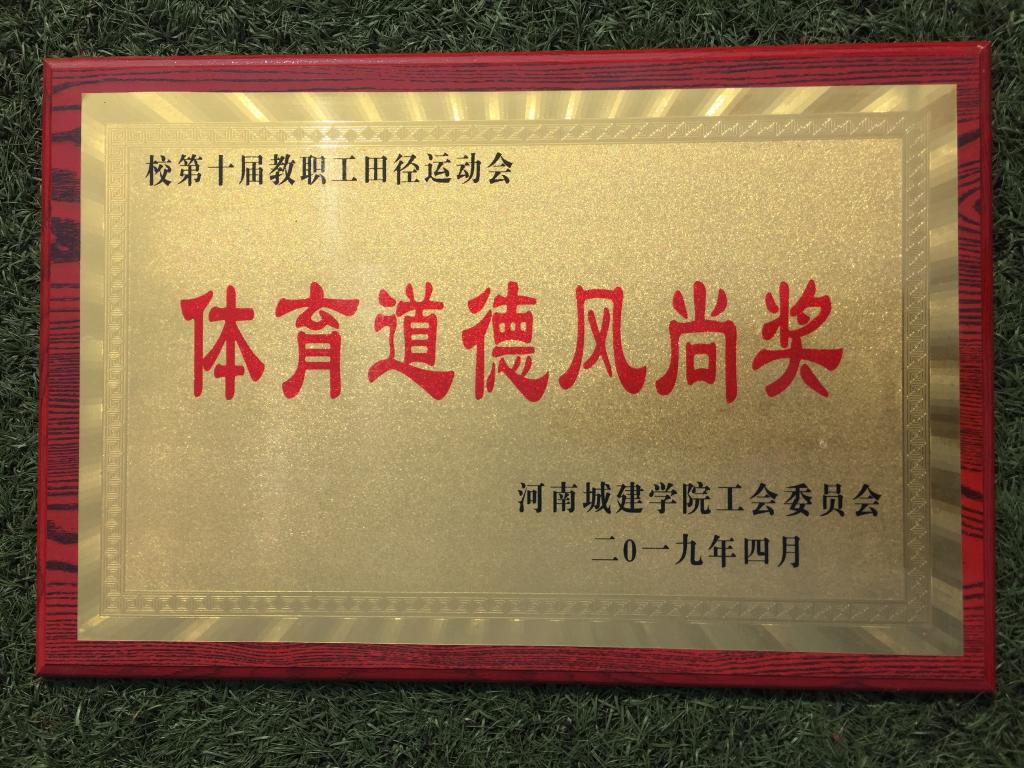 校第十届教职工田径运动会
体育道德风尚奖
河南城建学院工会委员会
二0一九年四月